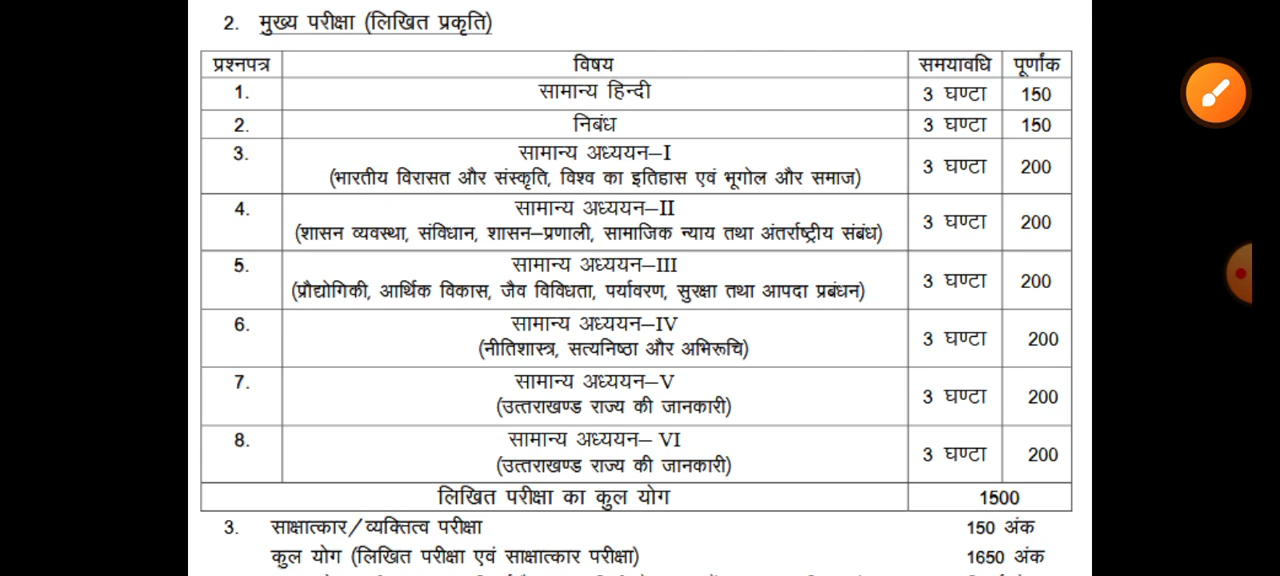 2. मुख्य परीक्षा (लिखित प्रकृति)
प्रश्नपत्र विषय समयावधि पूर्णांक
1. सामान्य हिन्दी 3 घण्टा 150
2. निबंध 3 घण्टा 150
3. सामान्य अध्ययन–I 3 घण्टा 200
(भारतीय विरासत और संस्कृति, विश्व का इतिहास एवं भूगोल और समाज)
4. सामान्य अध्ययन–II 3 घण्टा 200
(शासन व्यवस्था, संविधान, शासन–प्रणाली, सामाजिक न्याय तथा अंतर्राष्ट्रीय संबंध)
5. सामान्य अध्ययन–III 3 घण्टा 200
(प्रौद्योगिकी, आर्थिक विकास, जैव विविधता, पर्यावरण, सुरक्षा तथा आपदा प्रबंधन)
6. सामान्य अध्ययन–IV 3 घण्टा 200
(नीतिशास्त्र, सत्यनिष्ठा और अभिरूचि)
7. सामान्य अध्ययन–V 3 घण्टा 200
(उत्तराखण्ड राज्य की जानकारी)
8. सामान्य अध्ययन– VI 3 घण्टा 200
(उत्तराखण्ड राज्य की जानकारी)
लिखित परीक्षा का कुल योग 1500
3. साक्षात्कार/व्यक्तित्व परीक्षा 150 अंक
कुल योग (लिखित परीक्षा एवं साक्षात्कार परीक्षा) 1650 अंक